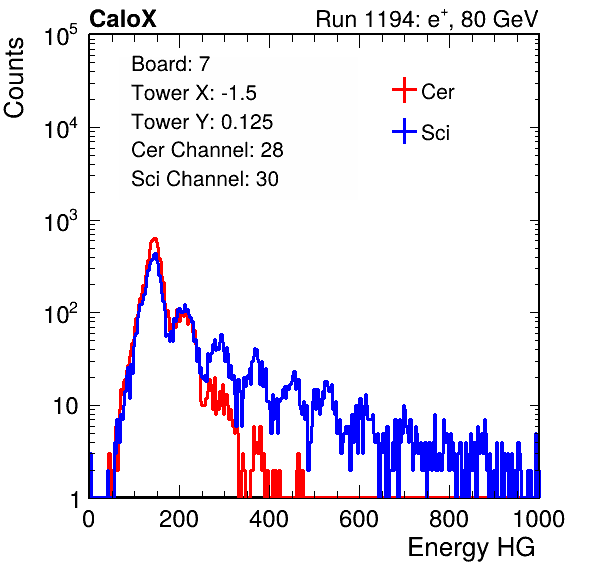 CaloX Run 1194: e⁺, 80 GeV
Counts
10⁵
10⁴
10³
10²
10
1
Board: 7
Tower X: -1.5
Tower Y: 0.125
Cer Channel: 28
Sci Channel: 30
Cer
Sci
0 200 400 600 800 1000
Energy HG